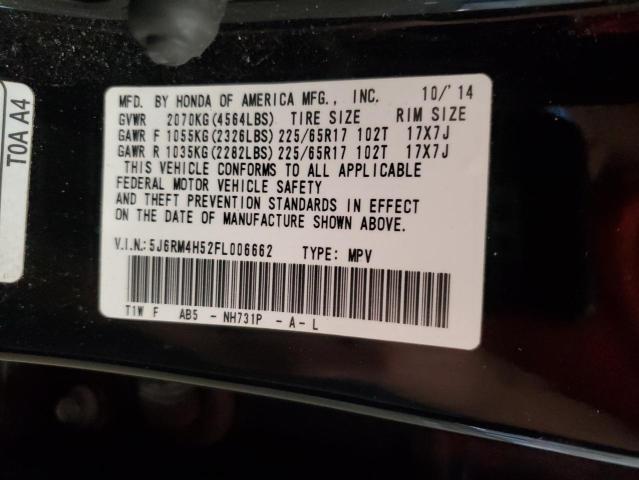 TOA A4
MFD. BY HONDA OF AMERICA MFG., INC. 10/'14
GVWR 2070KG(4564LBS) TIRE SIZE RIM SIZE
GAWR F 1055KG(2326LBS) 225/65R17 102T 17X7J
GAWR R 1035KG(2282LBS) 225/65R17 102T 17X7J
THIS VEHICLE CONFORMS TO ALL APPLICABLE
FEDERAL MOTOR VEHICLE SAFETY
AND THEFT PREVENTION STANDARDS IN EFFECT
ON THE DATE OF MANUFACTURE SHOWN ABOVE.
V.I.N.: 5J6RM4H52FL006662 TYPE: MPV
T1W F AB5 - NH731P - A - L